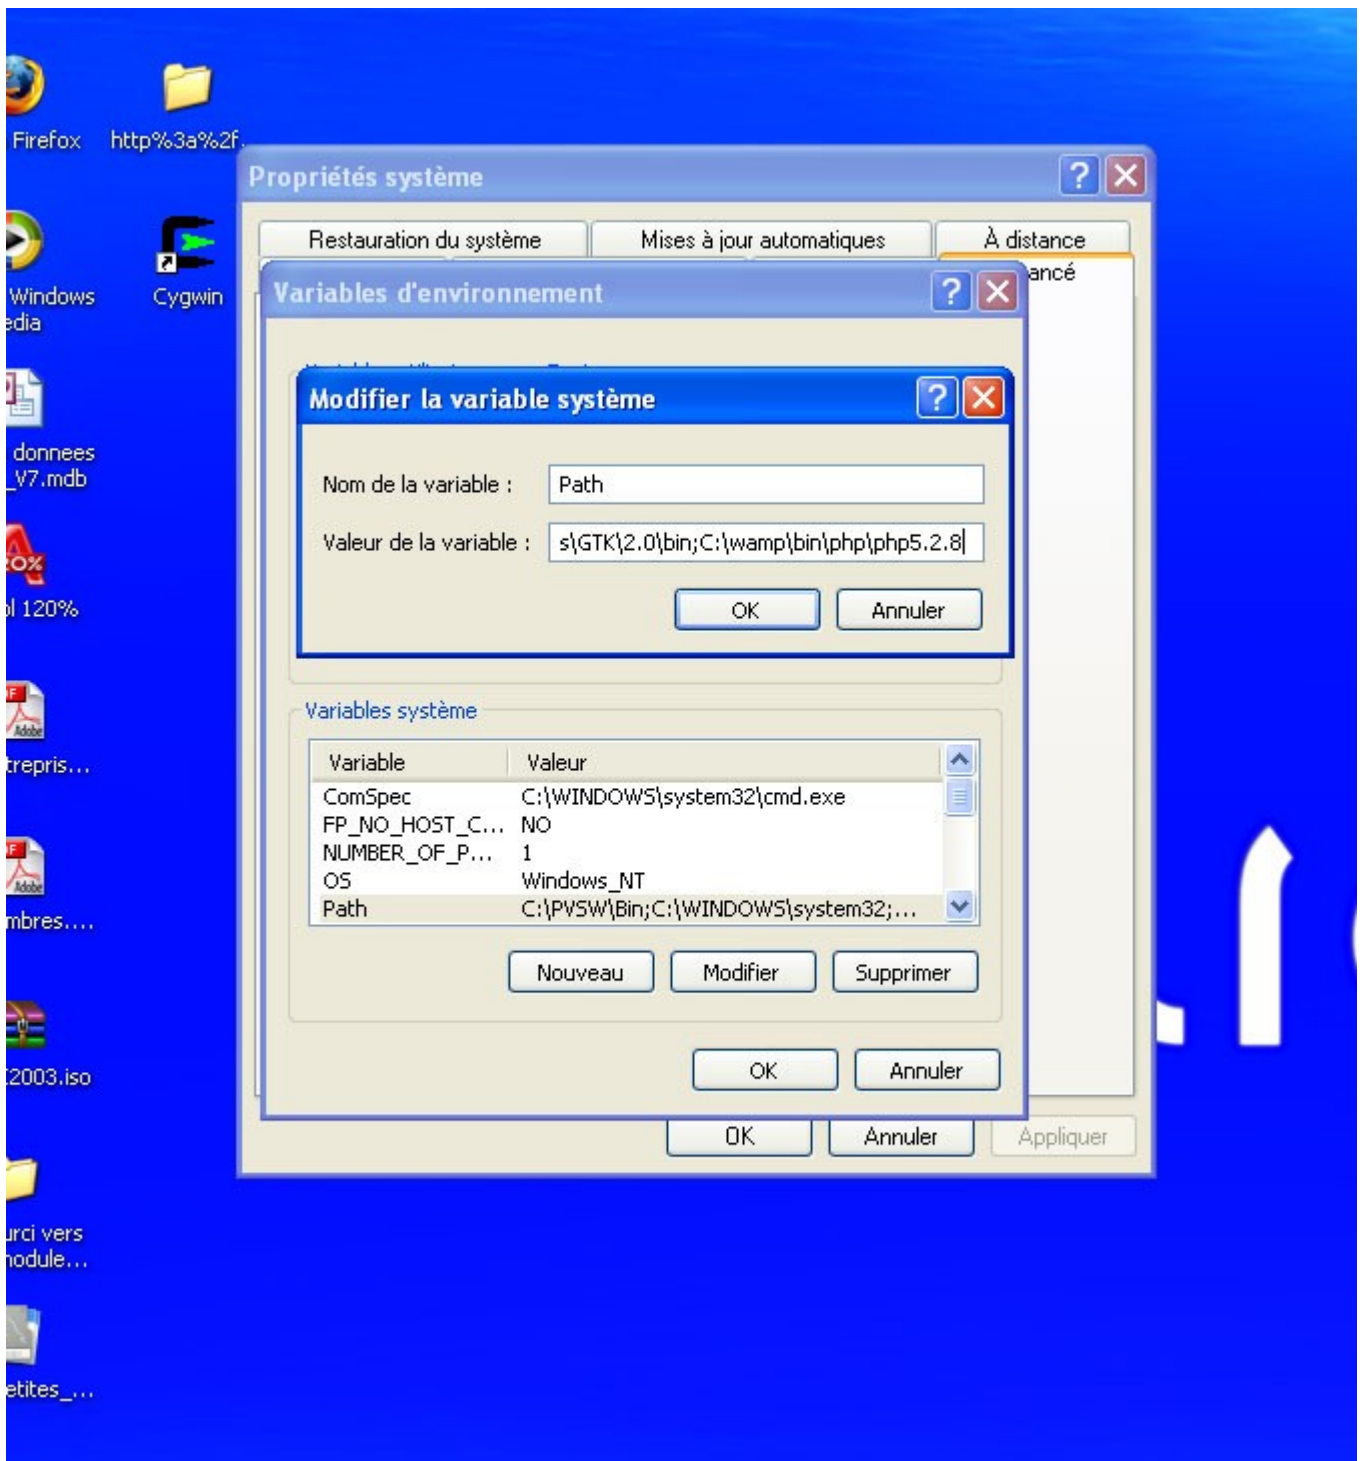 Firefox
http%3a%2f.
Windows
edia
Cygwin
donnees
_V7.mdb
120%
trepris...
mbres....
2003.iso
urci vers
module...
etites_...
Propriétés système
Restauration du système
Mises à jour automatiques
À distance
ancé
Variables d'environnement
Modifier la variable système
Nom de la variable :
Path
Valeur de la variable :
s\GTK\2.0\bin;C:\wamp\bin\php\php5.2.8
OK
Annuler
Variables système
Variable Valeur
ComSpec C:\WINDOWS\system32\cmd.exe
FP_NO_HOST_C... NO
NUMBER_OF_P... 1
OS Windows_NT
Path C:\PVSW\Bin;C:\WINDOWS\system32;...
Nouveau
Modifier
Supprimer
OK
Annuler
OK
Annuler
Appliquer